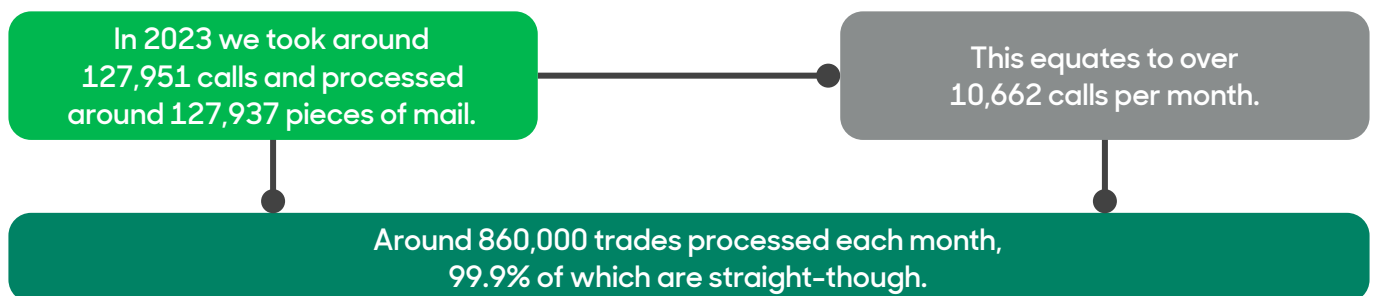 In 2023 we took around
127,951 calls and processed
around 127,937 pieces of mail.
This equates to over
10,662 calls per month.
Around 860,000 trades processed each month,
99.9% of which are straight-though.